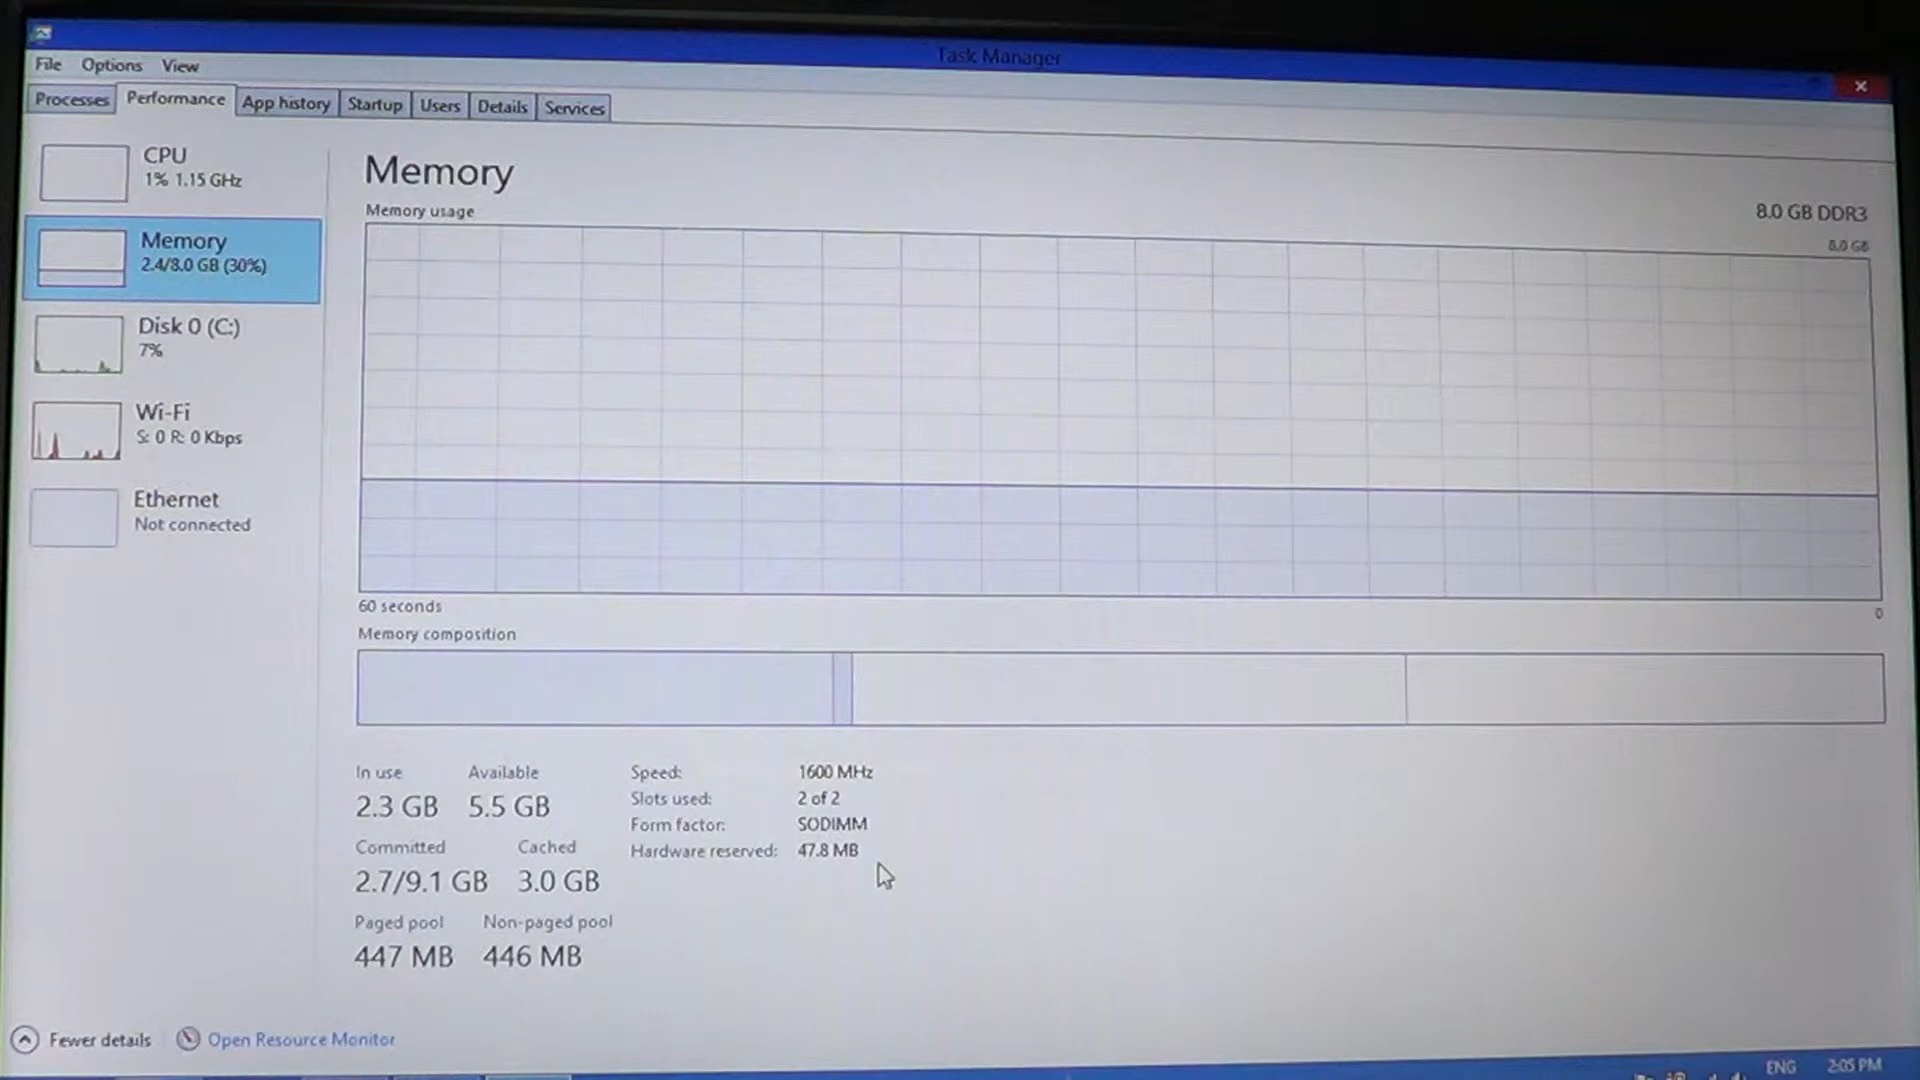 Task Manager
File Options View
Processes Performance App history Startup Users Details Services
CPU
1% 1.15 GHz
Memory
2.4/8.0 GB (30%)
Disk 0 (C:)
7%
Wi-Fi
S: 0 R: 0 Kbps
Ethernet
Not connected
Memory
8.0 GB DDR3
Memory usage
8.0 GB
60 seconds
0
Memory composition
In use Available
2.3 GB 5.5 GB
Committed Cached
2.7/9.1 GB 3.0 GB
Paged pool Non-paged pool
447 MB 446 MB
Speed: 1600 MHz
Slots used: 2 of 2
Form factor: SODIMM
Hardware reserved: 47.8 MB
Fewer details Open Resource Monitor
ENG 2:05 PM